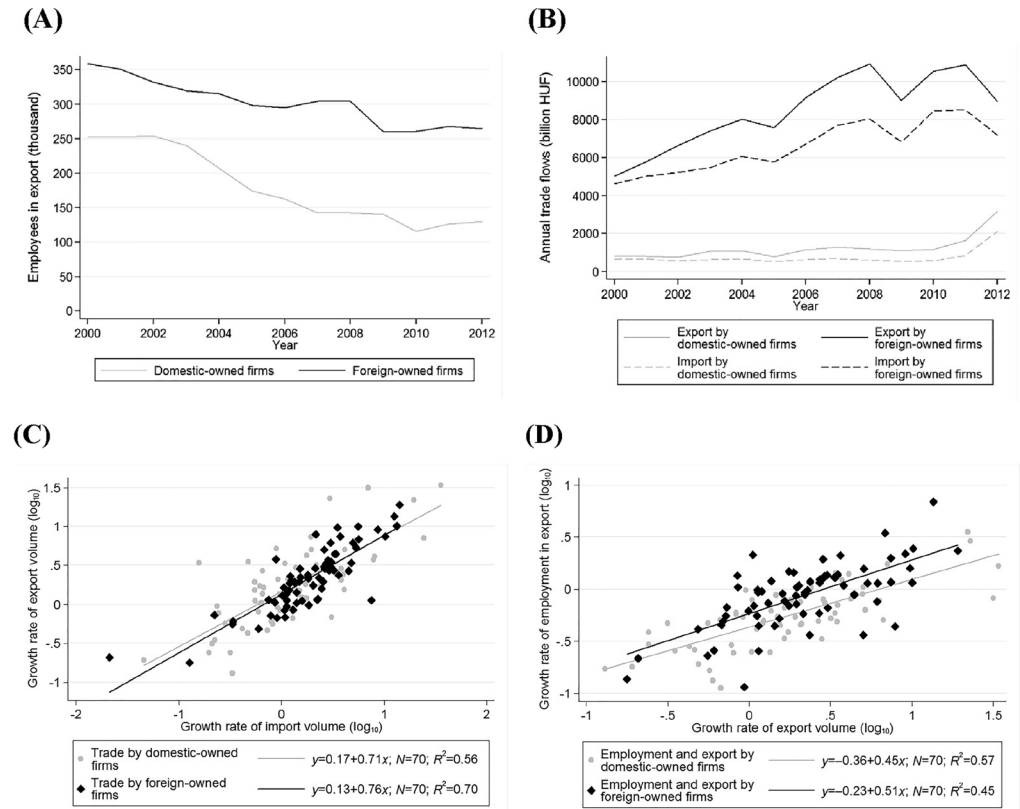 (A)
Employees in export (thousand)
350
300
250
200
150
100
50
0
2000 2002 2004 2006 2008 2010 2012
Year
Domestic-owned firms Foreign-owned firms
(B)
Annual trade flows (billion HUF)
10000
8000
6000
4000
2000
0
2000 2002 2004 2006 2008 2010 2012
Year
Export by
domestic-owned firms
Export by
foreign-owned firms
Import by
domestic-owned firms
Import by
foreign-owned firms
(C)
Growth rate of export volume (log₁₀)
1.5
1
.5
0
-.5
-1
-2 -1 0 1 2
Growth rate of import volume (log₁₀)
Trade by domestic-owned
firms
y=0.17+0.71x; N=70; R²=0.56
Trade by foreign-owned
firms
y=0.13+0.76x; N=70; R²=0.70
(D)
Growth rate of employment in export (log₁₀)
1
.5
0
-.5
-1
-1 -.5 0 .5 1 1.5
Growth rate of export volume (log₁₀)
Employment and export by
domestic-owned firms
y=–0.36+0.45x; N=70; R²=0.57
Employment and export by
foreign-owned firms
y=–0.23+0.51x; N=70; R²=0.45